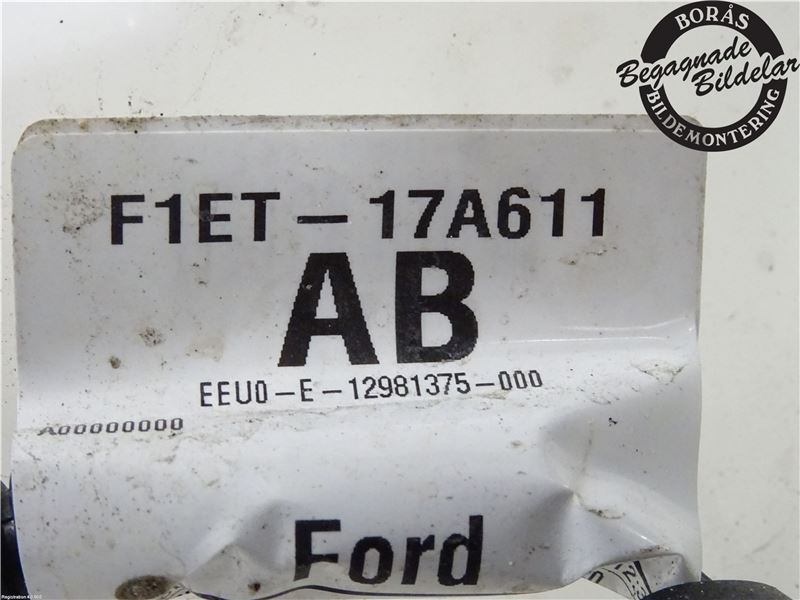 BORÅS
Begagnade
Bildelar
BILDEMONTERING
F1ET-17A611
AB
EEU0-E-12981375-000
A00000000
Ford